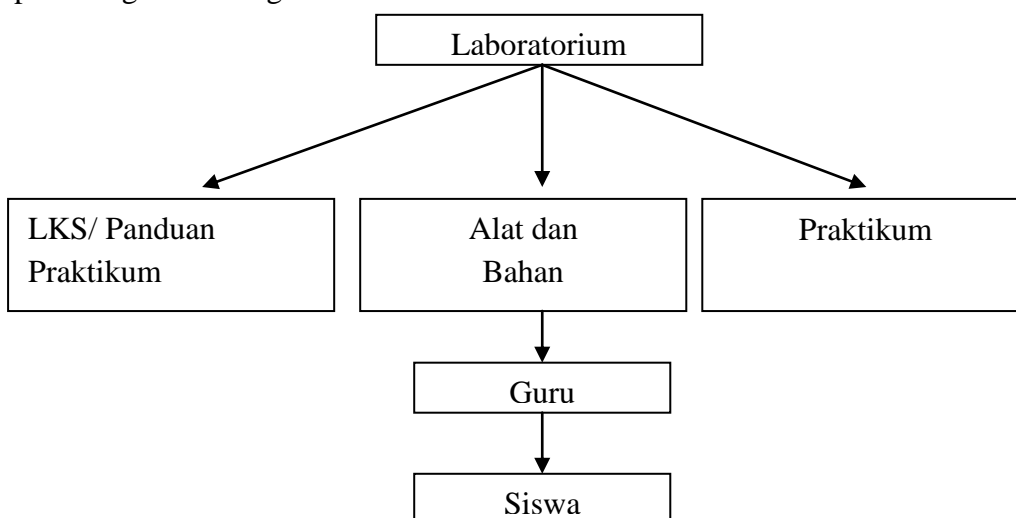 Laboratorium
LKS/ Panduan
Praktikum
Alat dan
Bahan
Praktikum
Guru
Siswa